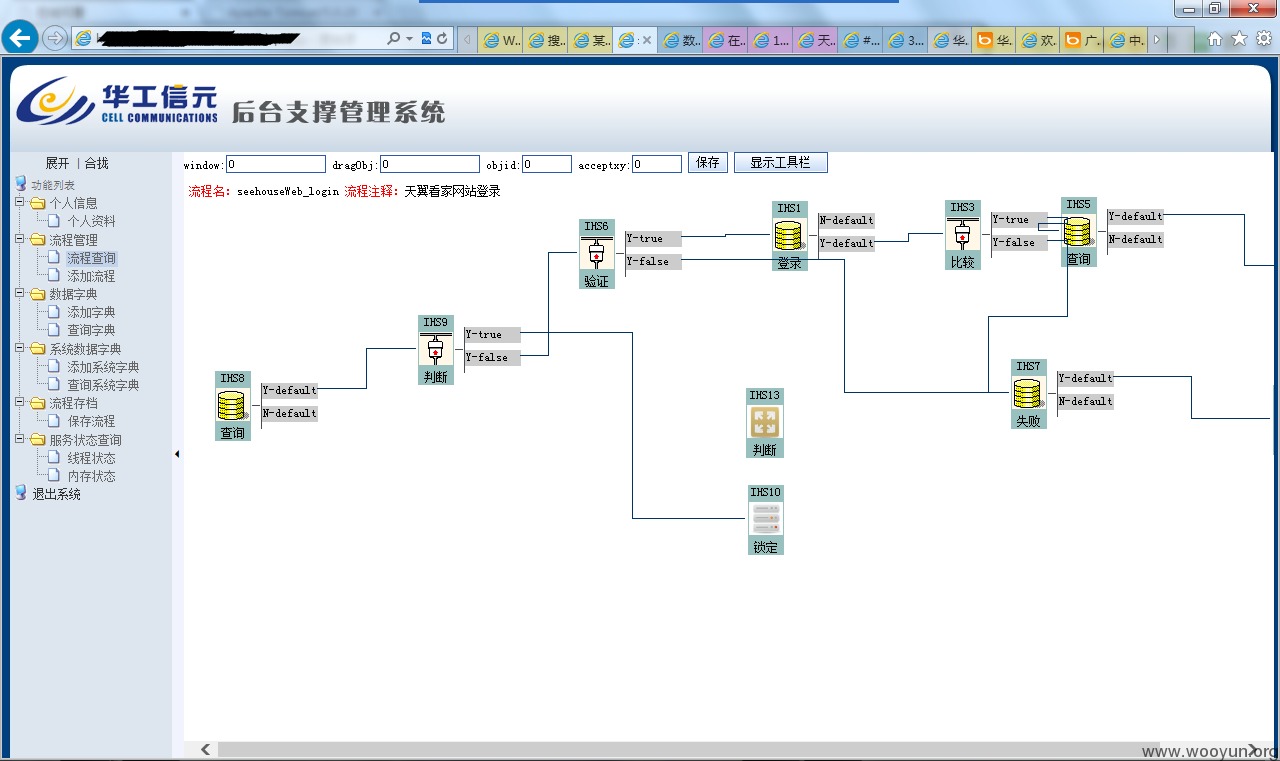 W..
搜..
某..
数..
在..
1...
天..
#...
3...
华.
华.
欢.
广.
中.
华工信元
CELL COMMUNICATIONS
后台支撑管理系统
展开 | 合找
功能列表
个人信息
个人资料
流程管理
流程查询
添加流程
数据字典
添加字典
查询字典
系统数据字典
添加系统字典
查询系统字典
流程存档
保存流程
服务状态查询
线程状态
内存状态
退出系统
window: 0 dragObj: 0 objid: 0 acceptxy: 0 保存 显示工具栏
流程名: seehouseWeb_login 流程注释: 天翼看家网站登录
IHS8
Y-default
N-default
查询
IHS9
Y-true
Y-false
判断
IHS6
Y-true
Y-false
验证
IHS1
N-default
Y-default
登录
IHS3
Y-true
Y-false
比较
IHS5
Y-default
N-default
查询
IHS7
Y-default
N-default
失败
IHS13
判断
IHS10
锁定
www.wooyun.org